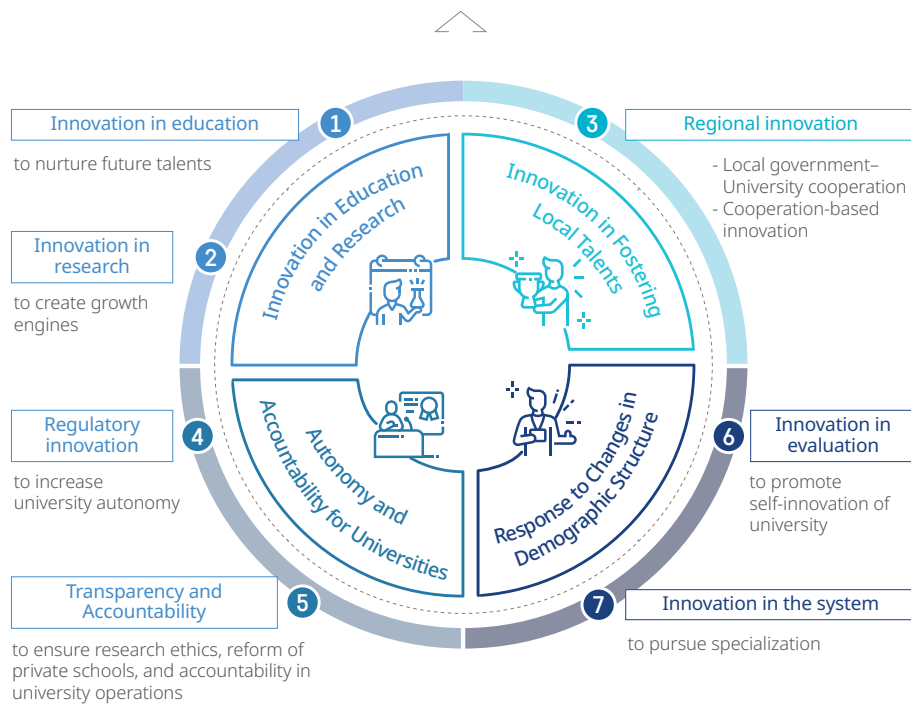 1
Innovation in education
to nurture future talents
2
Innovation in
research
to create growth
engines
3
Regional innovation
- Local government–
University cooperation
- Cooperation-based
innovation
Innovation in Education
and Research
Innovation in Fostering
Local Talents
4
Regulatory
innovation
to increase
university autonomy
5
Transparency and
Accountability
to ensure research ethics, reform of
private schools, and accountability in
university operations
Autonomy and
Accountability for Universities
Response to Changes in
Demographic Structure
6
Innovation in
evaluation
to promote
self-innovation of
university
7
Innovation in the system
to pursue specialization